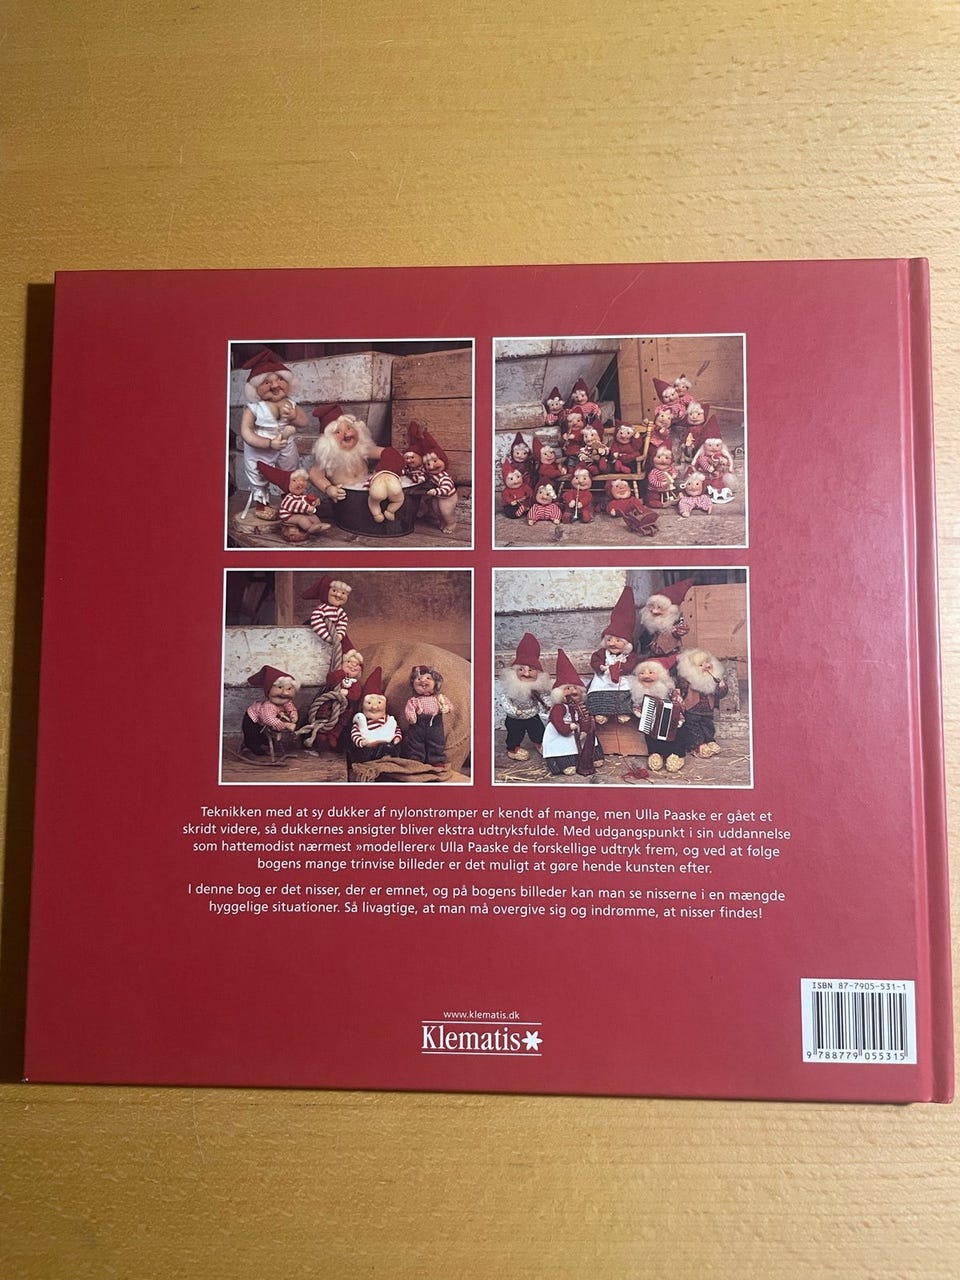 Teknikken med at sy dukker af nylonstrømper er kendt af mange, men Ulla Paaske er gået et
skridt videre, så dukkernes ansigter bliver ekstra udtryksfulde. Med udgangspunkt i sin uddannelse
som hattemodist nærmest »modellerer« Ulla Paaske de forskellige udtryk frem, og ved at følge
bogens mange trinvise billeder er det muligt at gøre hende kunsten efter.
I denne bog er det nisser, der er emnet, og på bogens billeder kan man se nisserne i en mængde
hyggelige situationer. Så livagtige, at man må overgive sig og indrømme, at nisser findes!
www.klematis.dk
Klematis
ISBN 87-7905-531-1
9 788779 055315